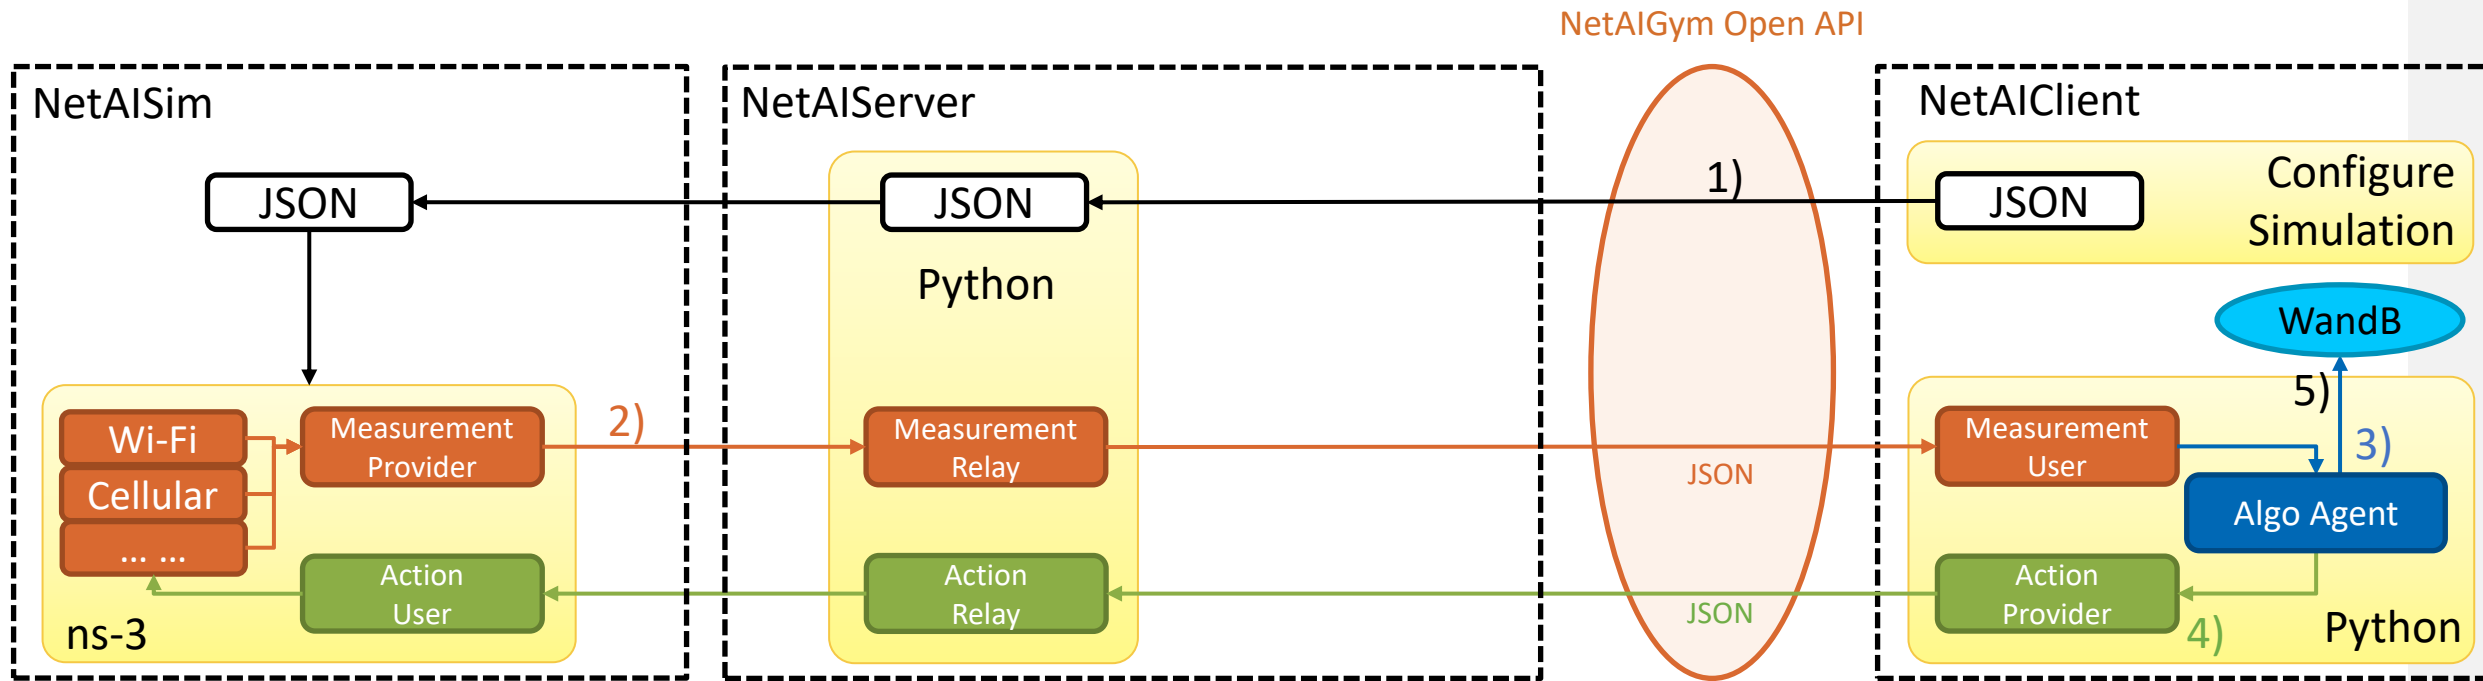 NetAIGym Open API
NetAISim
JSON
Wi-Fi
Cellular
... ...
Measurement
Provider
Action
User
ns-3
2)
NetAIServer
JSON
Python
Measurement
Relay
Action
Relay
1)
JSON
JSON
NetAIClient
JSON
Configure
Simulation
WandB
5)
3)
Measurement
User
Algo Agent
Action
Provider
4)
Python